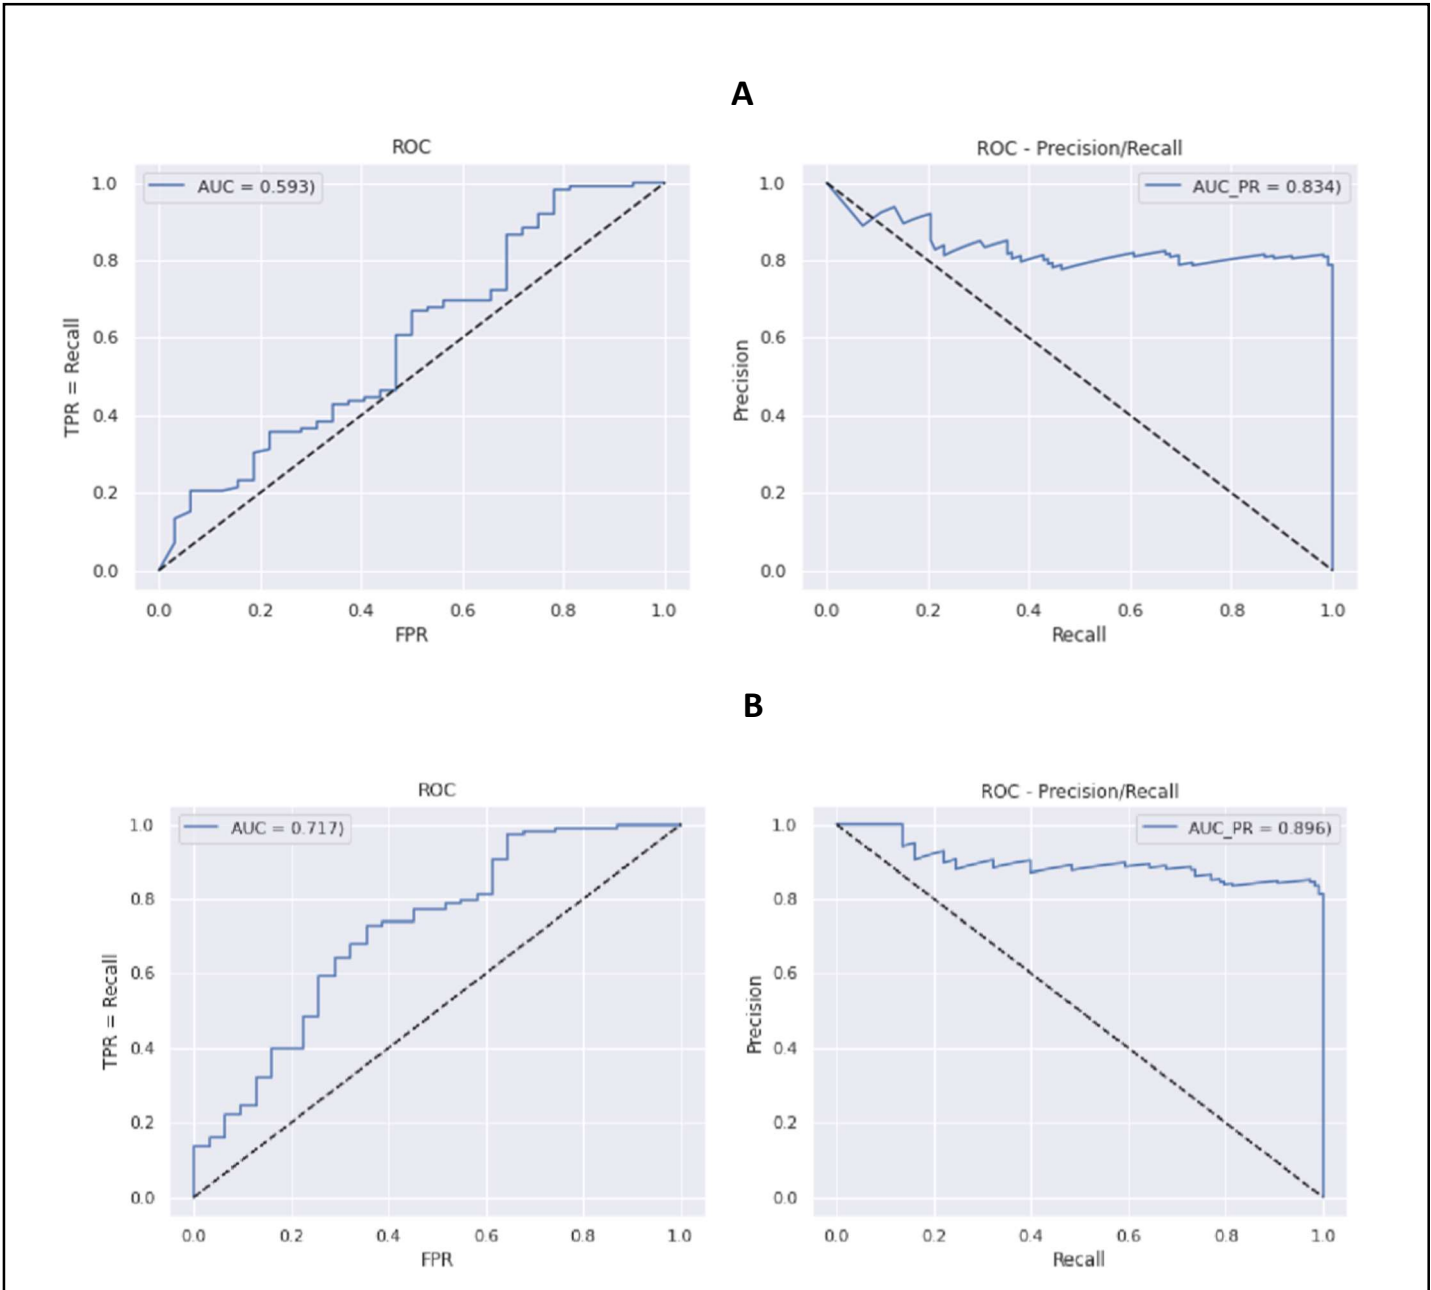 A
ROC
AUC = 0.593)
1.0
0.8
0.6
0.4
0.2
0.0
TPR = Recall
0.0 0.2 0.4 0.6 0.8 1.0
FPR
ROC - Precision/Recall
AUC_PR = 0.834)
1.0
0.8
0.6
0.4
0.2
0.0
Precision
0.0 0.2 0.4 0.6 0.8 1.0
Recall
B
ROC
AUC = 0.717)
1.0
0.8
0.6
0.4
0.2
0.0
TPR = Recall
0.0 0.2 0.4 0.6 0.8 1.0
FPR
ROC - Precision/Recall
AUC_PR = 0.896)
1.0
0.8
0.6
0.4
0.2
0.0
Precision
0.0 0.2 0.4 0.6 0.8 1.0
Recall